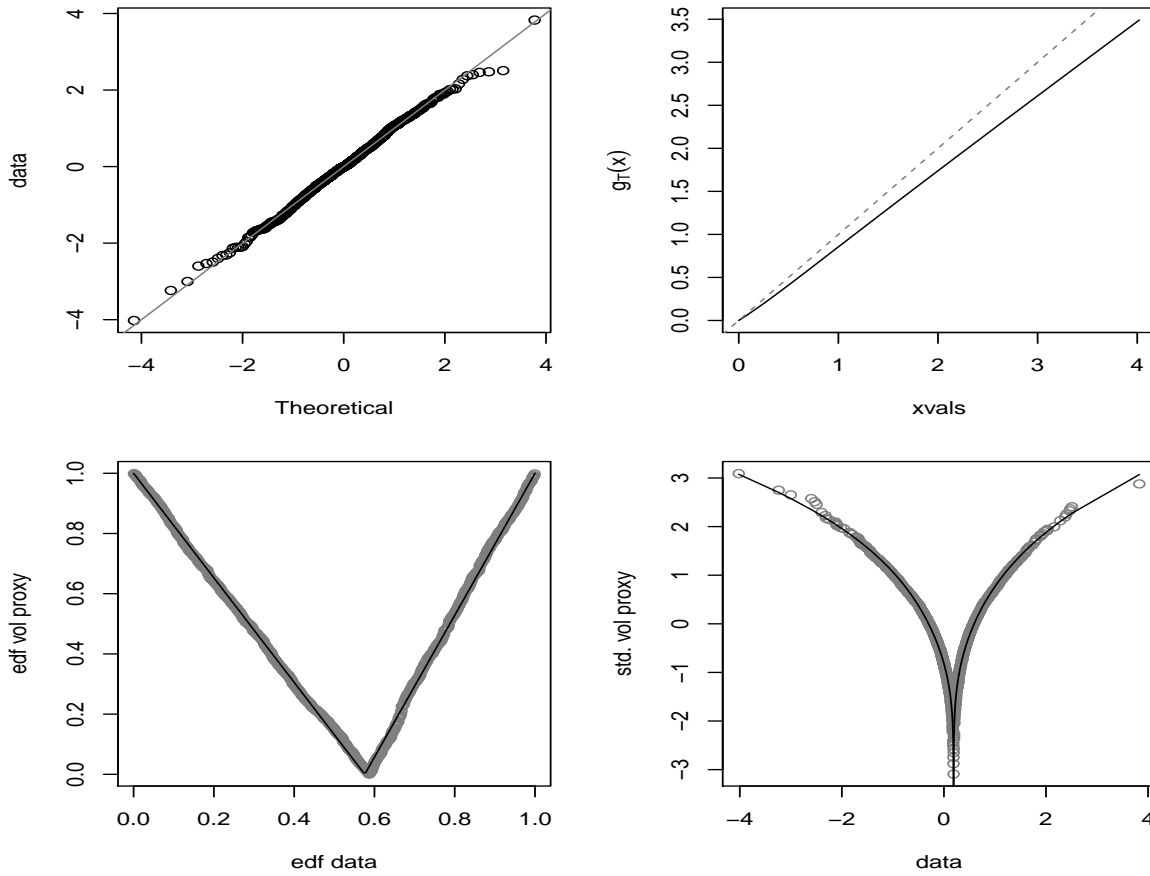 4
2
0
−2
−4
data
−4 −2 0 2 4
Theoretical
3.5
3.0
2.5
2.0
1.5
1.0
0.5
0.0
gT(x)
0 1 2 3 4
xvals
1.0
0.8
0.6
0.4
0.2
0.0
edf vol proxy
0.0 0.2 0.4 0.6 0.8 1.0
edf data
3
2
1
0
−1
−2
−3
std. vol proxy
−4 −2 0 2 4
data